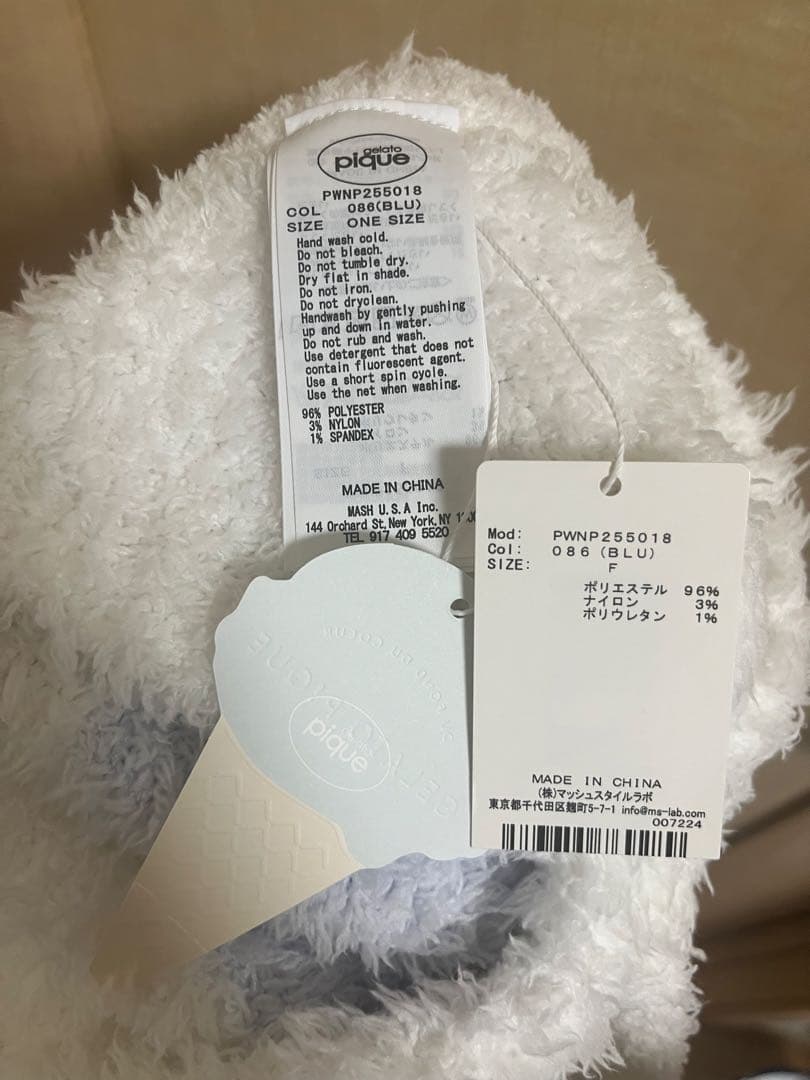 gelato
pique
PWNP255018
COL 086(BLU)
SIZE ONE SIZE
Hand wash cold.
Do not bleach.
Do not tumble dry.
Dry flat in shade.
Do not iron.
Do not dryclean.
Handwash by gently pushing
up and down in water.
Do not rub and wash.
Use detergent that does not
contain fluorescent agent.
Use a short spin cycle.
Use the net when washing.
96% POLYESTER
3% NYLON
1% SPANDEX
MADE IN CHINA
MASH U.S.A Inc.
144 Orchard St, New York, NY
TEL 917 409 5520
pique
Mod: PWNP255018
Col: 086 (BLU)
SIZE: F
ポリエステル 96%
ナイロン 3%
ポリウレタン 1%
MADE IN CHINA
(株)マッシュスタイルラボ
東京都千代田区麹町5-7-1 info@ms-lab.com
007224